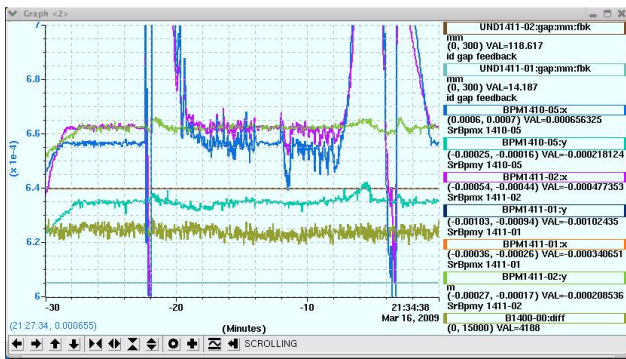 Graph <2>
7
6.8
6.6
(x 1e-4)
6.4
6.2
6
-30
-20
-10
21:34:38
Mar 16, 2009
(21:27:34, 0.000655)
(Minutes)
SCROLLING
UND1411-02:gap:mm:fbk
mm
(0, 300) VAL=118.617
id gap feedback
UND1411-01:gap:mm:fbk
mm
(0, 300) VAL=14.187
id gap feedback
BPM1410-05:x
(0.0006, 0.0007) VAL=0.000656325
SrBpmx 1410-05
BPM1410-05:y
(-0.00025, -0.00016) VAL=-0.000218124
SrBpmy 1410-05
BPM1411-02:x
(-0.00054, -0.00044) VAL=-0.000477353
SrBpmx 1411-02
BPM1411-01:y
(-0.00103, -0.00094) VAL=-0.00102435
SrBpmy 1411-01
BPM1411-01:x
(-0.00036, -0.00026) VAL=-0.000340651
SrBpmx 1411-01
BPM1411-02:y
m
(-0.00027, -0.00017) VAL=-0.000208536
SrBpmy 1411-02
B1400-00:diff
(0, 15000) VAL=4188